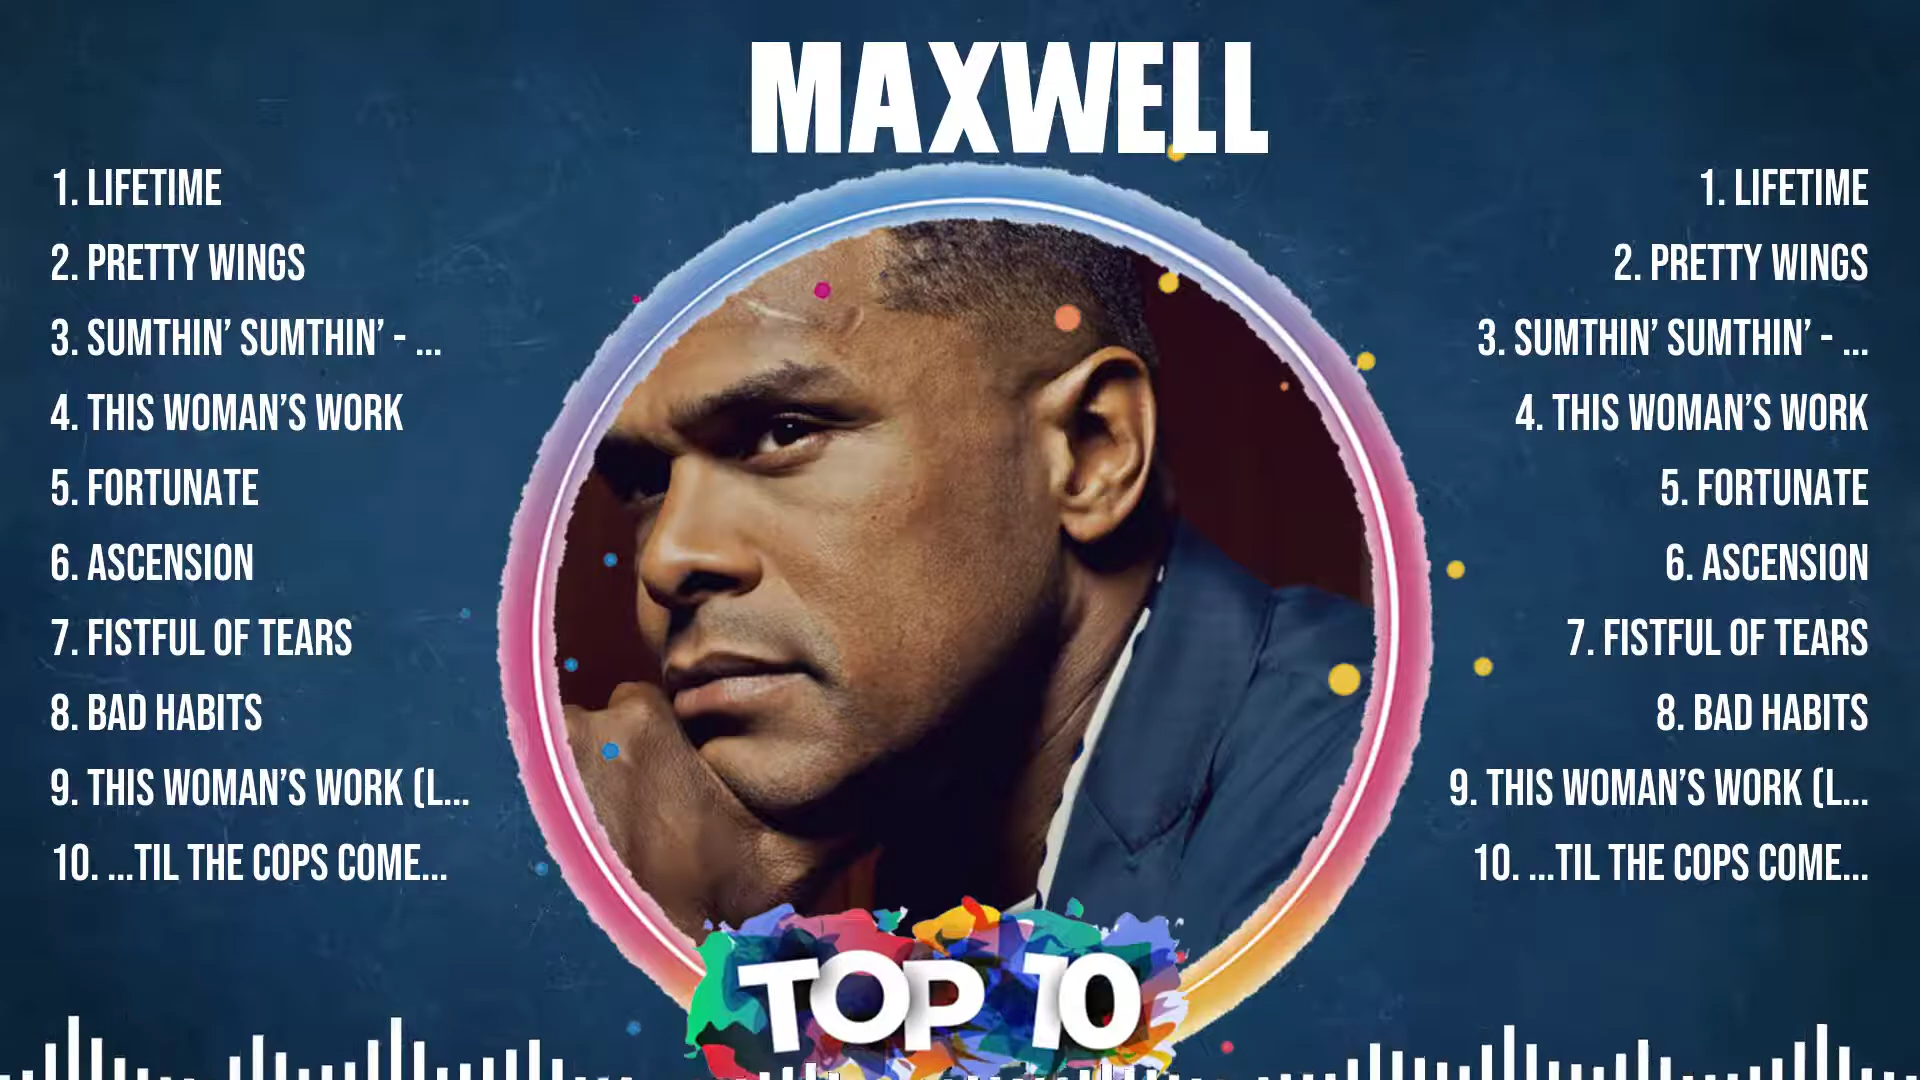 MAXWELL
1. LIFETIME
2. PRETTY WINGS
3. SUMTHIN’ SUMTHIN’ - ...
4. THIS WOMAN’S WORK
5. FORTUNATE
6. ASCENSION
7. FISTFUL OF TEARS
8. BAD HABITS
9. THIS WOMAN’S WORK (L...
10. ...TIL THE COPS COME...
1. LIFETIME
2. PRETTY WINGS
3. SUMTHIN’ SUMTHIN’ - ...
4. THIS WOMAN’S WORK
5. FORTUNATE
6. ASCENSION
7. FISTFUL OF TEARS
8. BAD HABITS
9. THIS WOMAN’S WORK (L...
10. ...TIL THE COPS COME...
TOP 10